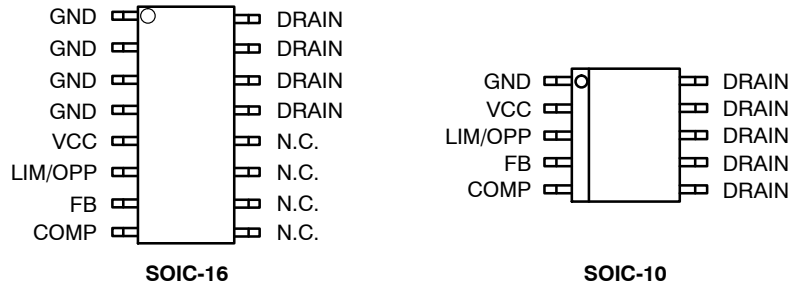 GND DRAIN
GND DRAIN
GND DRAIN
GND DRAIN
VCC N.C.
LIM/OPP N.C.
FB N.C.
COMP N.C.
SOIC-16
GND DRAIN
VCC DRAIN
LIM/OPP DRAIN
FB DRAIN
COMP DRAIN
SOIC-10